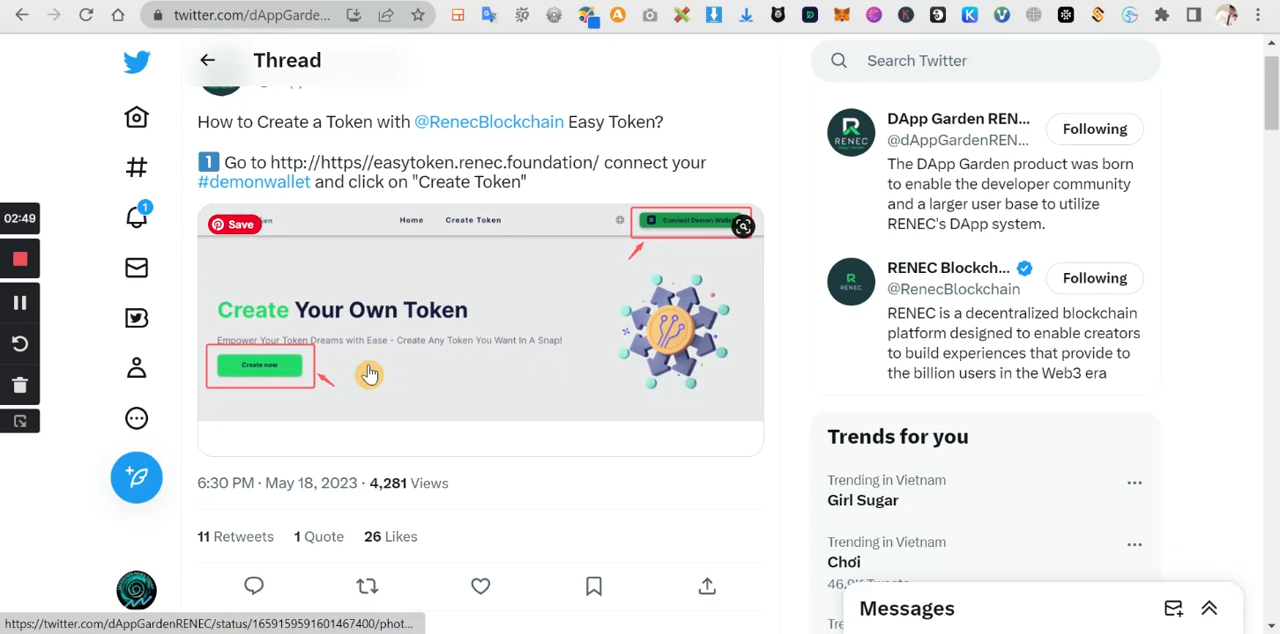 twitter.com/dAppGarde...
Thread
How to Create a Token with @RenecBlockchain Easy Token?
1 Go to http://https//easytoken.renec.foundation/ connect your
#demonwallet and click on "Create Token"
Save
Home
Create Token
Connect Demon Wallet
Create Your Own Token
Empower Your Token Dreams with Ease - Create Any Token You Want In A Snap!
Create now
6:30 PM · May 18, 2023 · 4,281 Views
11 Retweets 1 Quote 26 Likes
02:49
1
Search Twitter
RENEC
DApp Garden REN...
@dAppGardenREN...
Following
The DApp Garden product was born
to enable the developer community
and a larger user base to utilize
RENEC's DApp system.
RENEC
RENEC Blockch...
@RenecBlockchain
Following
RENEC is a decentralized blockchain
platform designed to enable creators
to build experiences that provide to
the billion users in the Web3 era
Trends for you
Trending in Vietnam
Girl Sugar
Trending in Vietnam
Chơi
Messages
https://twitter.com/dAppGardenRENEC/status/1659159591601467400/phot...